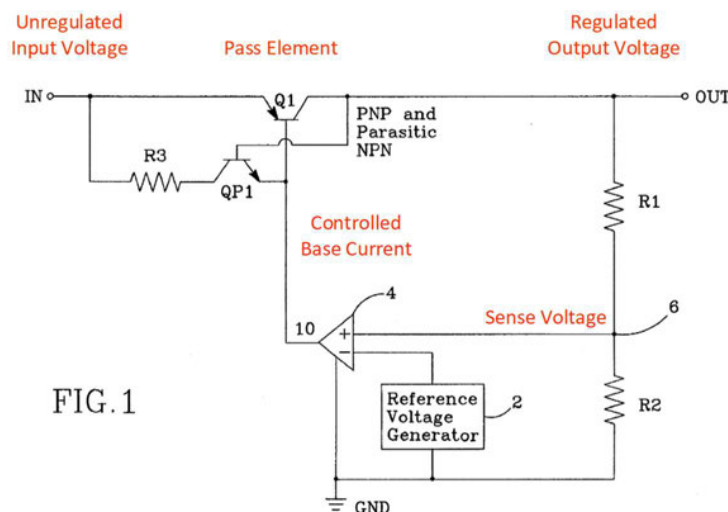 Unregulated
Input Voltage
Pass Element
Regulated
Output Voltage
IN
Q1
OUT
PNP and
Parasitic
NPN
R3
QP1
R1
Controlled
Base Current
4
10
+
−
Sense Voltage
6
FIG.1
Reference
Voltage
Generator
2
R2
GND